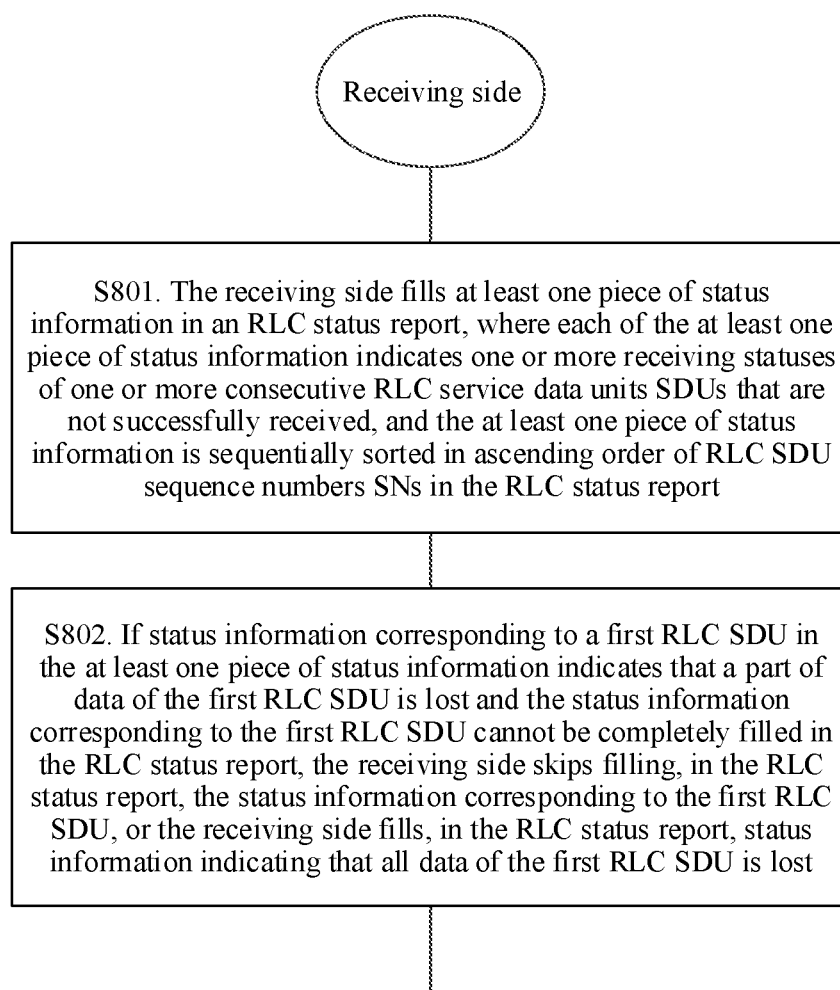 Receiving side
S801. The receiving side fills at least one piece of status
information in an RLC status report, where each of the at least one
piece of status information indicates one or more receiving statuses
of one or more consecutive RLC service data units SDUs that are
not successfully received, and the at least one piece of status
information is sequentially sorted in ascending order of RLC SDU
sequence numbers SNs in the RLC status report
S802. If status information corresponding to a first RLC SDU in
the at least one piece of status information indicates that a part of
data of the first RLC SDU is lost and the status information
corresponding to the first RLC SDU cannot be completely filled in
the RLC status report, the receiving side skips filling, in the RLC
status report, the status information corresponding to the first RLC
SDU, or the receiving side fills, in the RLC status report, status
information indicating that all data of the first RLC SDU is lost